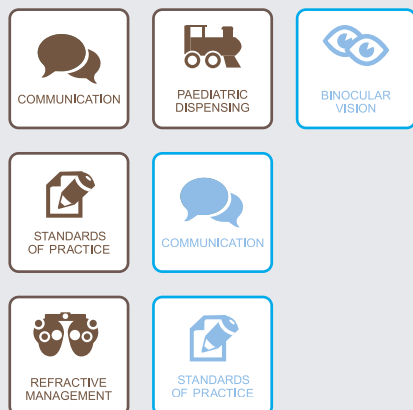 COMMUNICATION
PAEDIATRIC
DISPENSING
BINOCULAR
VISION
STANDARDS
OF PRACTICE
COMMUNICATION
REFRACTIVE
MANAGEMENT
STANDARDS
OF PRACTICE